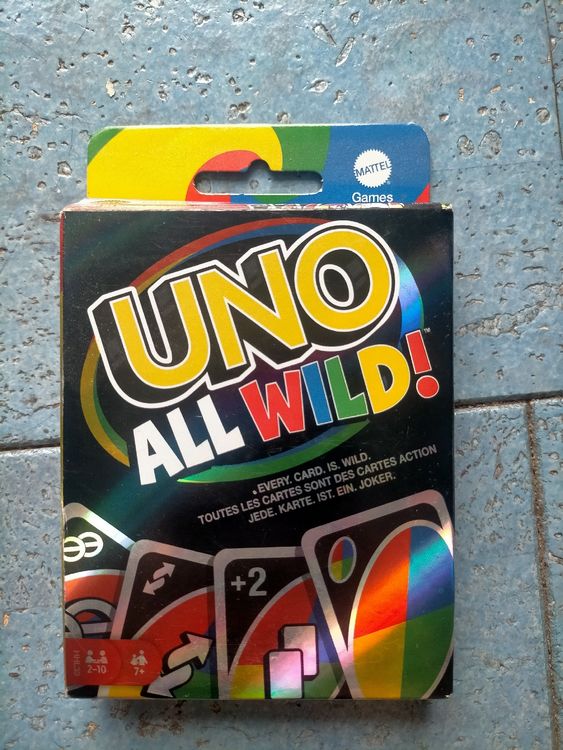 MATTEL
Games
UNO
ALL WILD!™
.EVERY. CARD. IS. WILD.
TOUTES LES CARTES SONT DES CARTES ACTION
JEDE. KARTE. IST. EIN. JOKER.
+2
2-10
7+